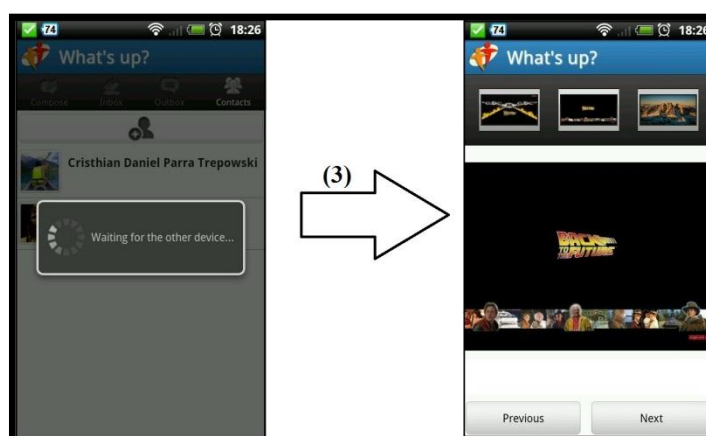 74
18:26
What's up?
Compose Inbox Outbox Contacts
Cristhian Daniel Parra Trepowski
Waiting for the other device...
(3)
74
18:26
What's up?
BACK
TO THE
FUTURE
Previous Next